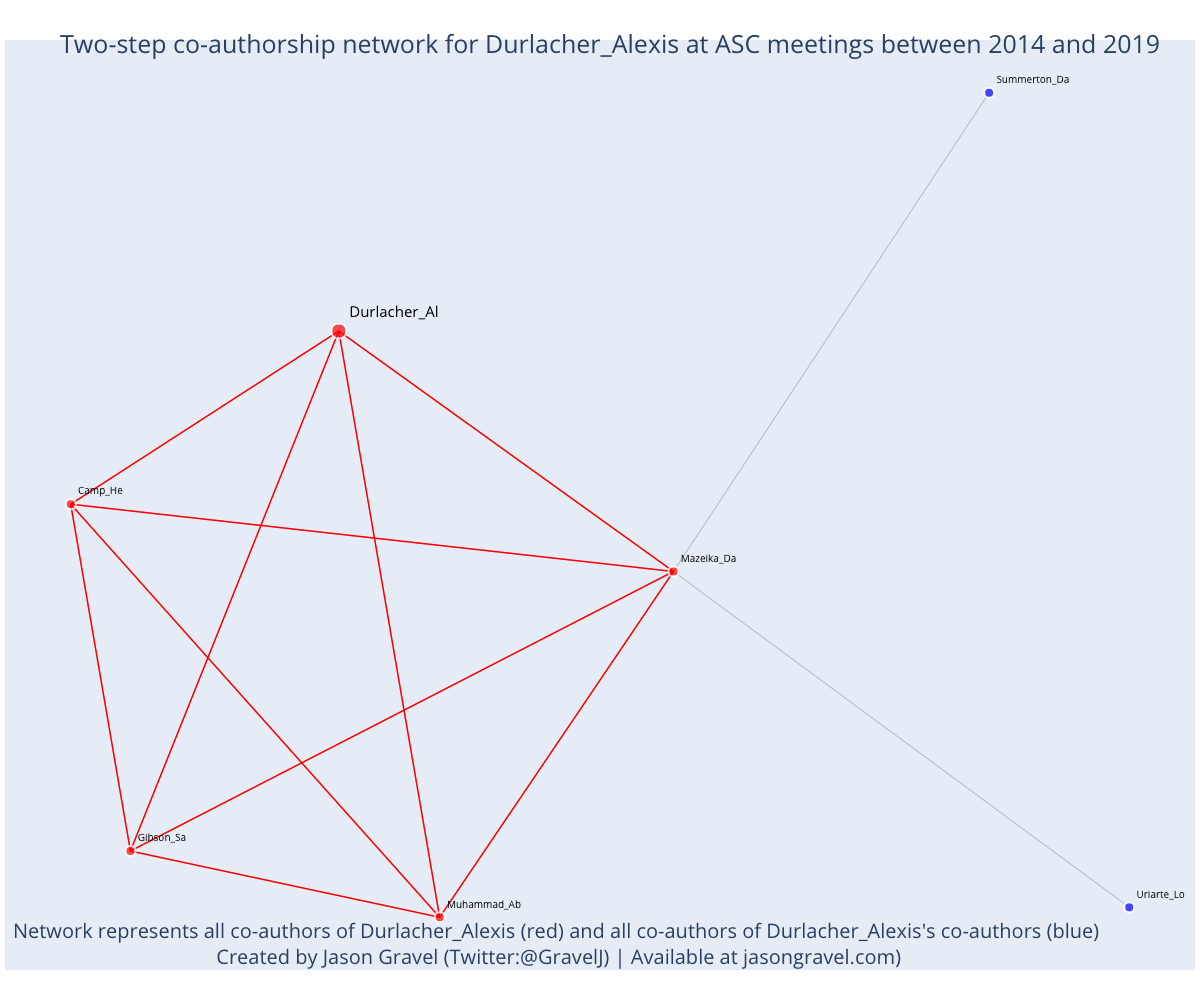 Two-step co-authorship network for Durlacher_Alexis at ASC meetings between 2014 and 2019
Summerton_Da
Durlacher_Al
Camp_He
Mazeika_Da
Gibson_Sa
Uriarte_Lo
Muhammad_Ab
Network represents all co-authors of Durlacher_Alexis (red) and all co-authors of Durlacher_Alexis's co-authors (blue)
Created by Jason Gravel (Twitter:@GravelJ) | Available at jasongravel.com)